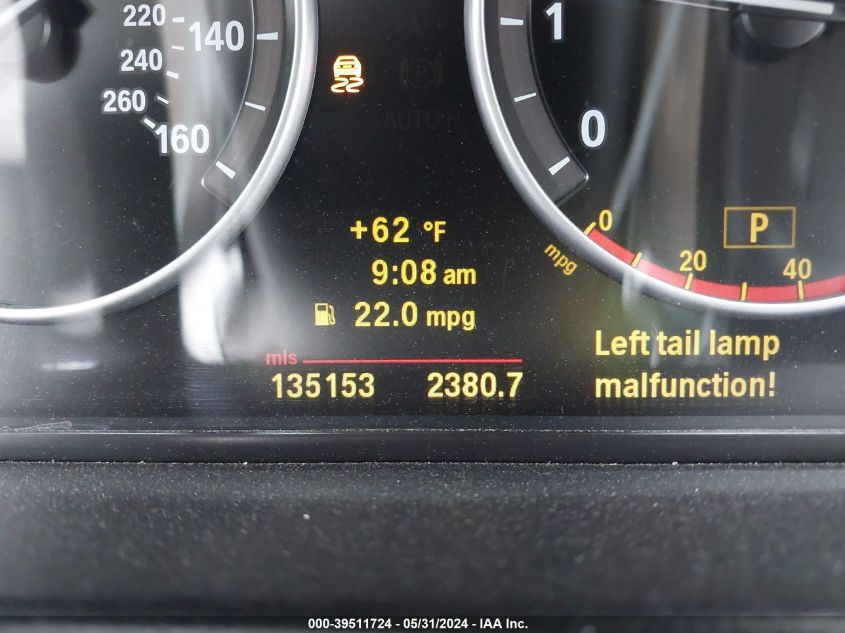 220
140
240
260
160
1
0
AUTO H
+62 °F
9:08 am
22.0 mpg
mls
135153 2380.7
0
mpg
20
40
P
Left tail lamp
malfunction!
000-39511724 - 05/31/2024 - IAA Inc.